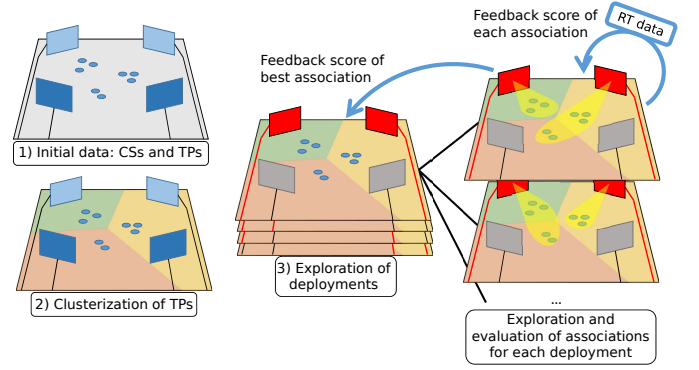 Feedback score of
each association
RT data
Feedback score of
best association
1) Initial data: CSs and TPs
2) Clusterization of TPs
3) Exploration of
deployments
...
Exploration and
evaluation of associations
for each deployment